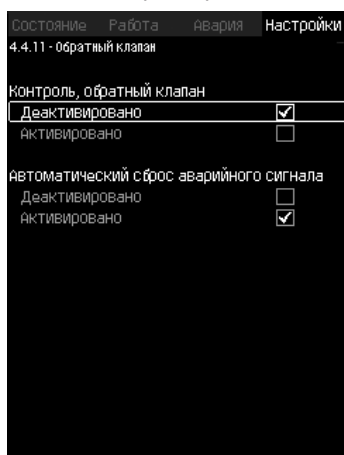 Состояние Работа Авария Настройки
4.4.11 - Обратный клапан
Контроль, обратный клапан
Деактивировано
Активировано
Автоматический сброс аварийного сигнала
Деактивировано
Активировано